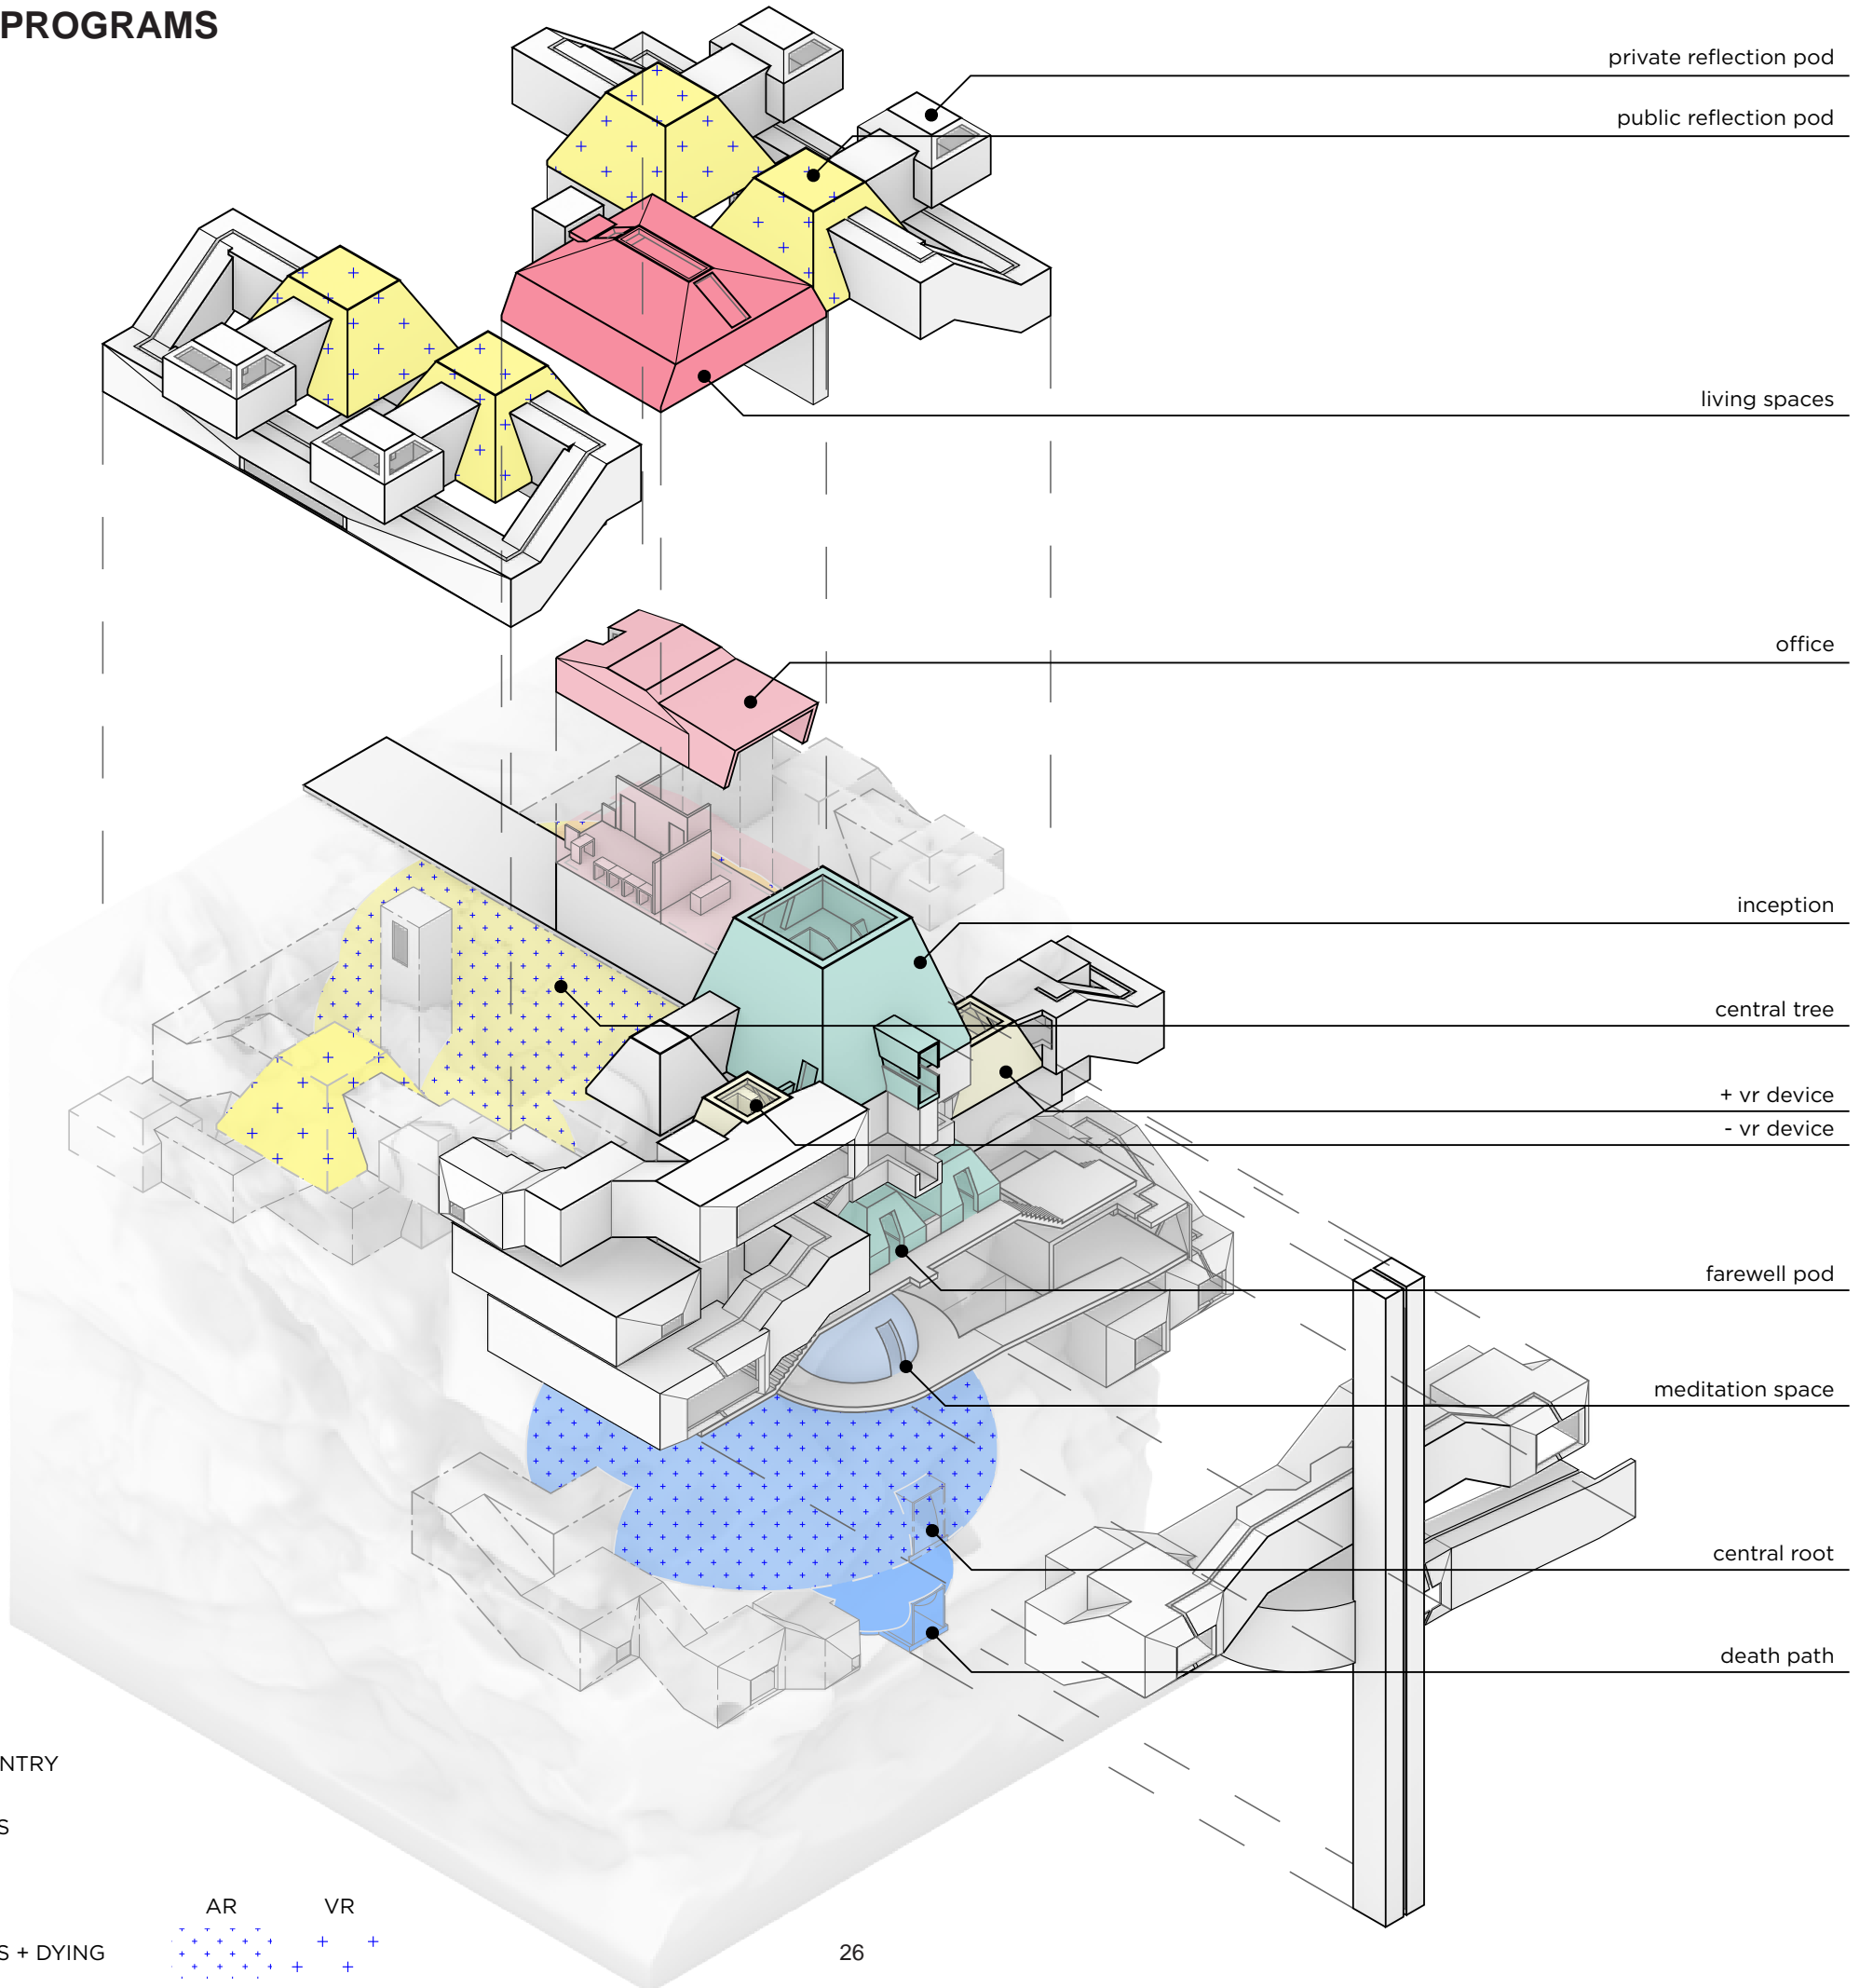 PROGRAMS
private reflection pod
public reflection pod
living spaces
office
inception
central tree
+ vr device
- vr device
farewell pod
meditation space
central root
death path
NTRY
S
AR VR
S + DYING
26